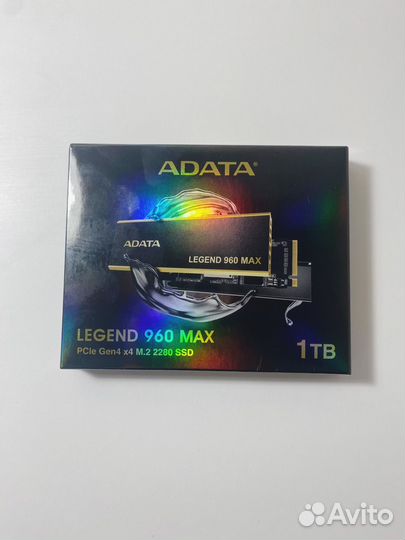 ADATA®
ADATA
LEGEND 960 MAX
LEGEND 960 MAX
PCIe Gen4 x4 M.2 2280 SSD
1TB
Avito